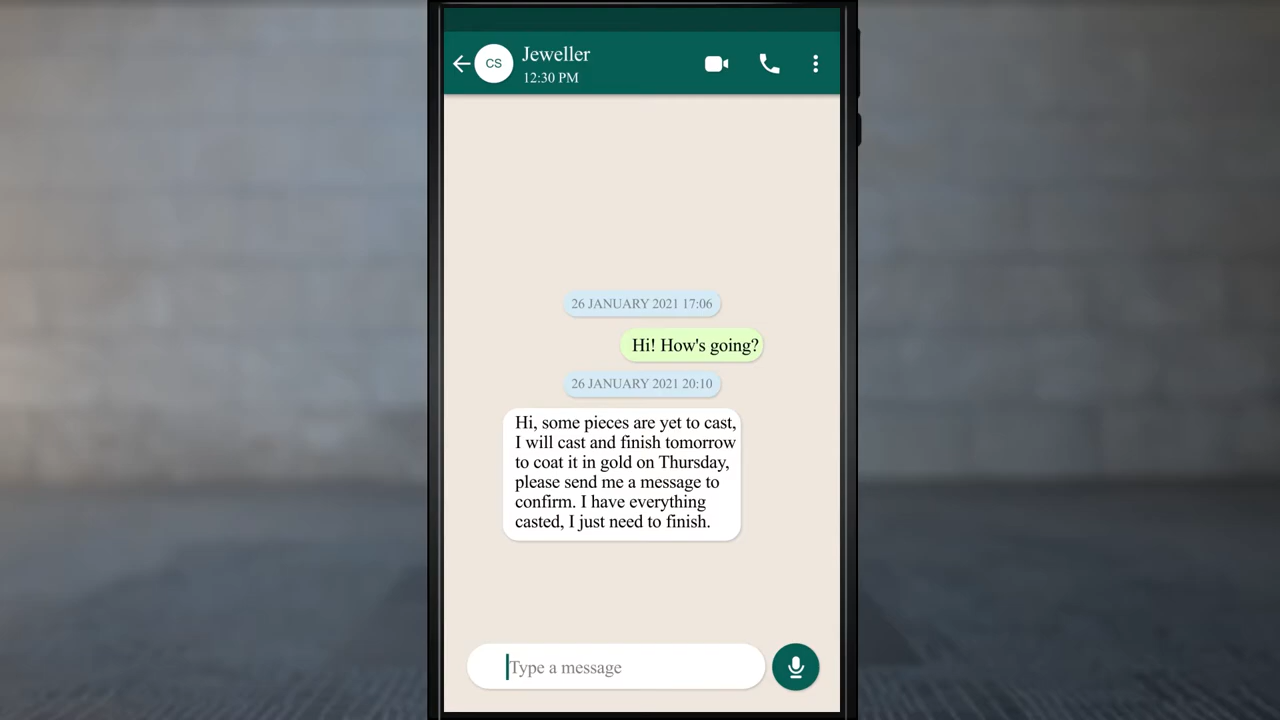 CS
Jeweller
12:30 PM
26 JANUARY 2021 17:06
Hi! How's going?
26 JANUARY 2021 20:10
Hi, some pieces are yet to cast,
I will cast and finish tomorrow
to coat it in gold on Thursday,
please send me a message to
confirm. I have everything
casted, I just need to finish.
Type a message